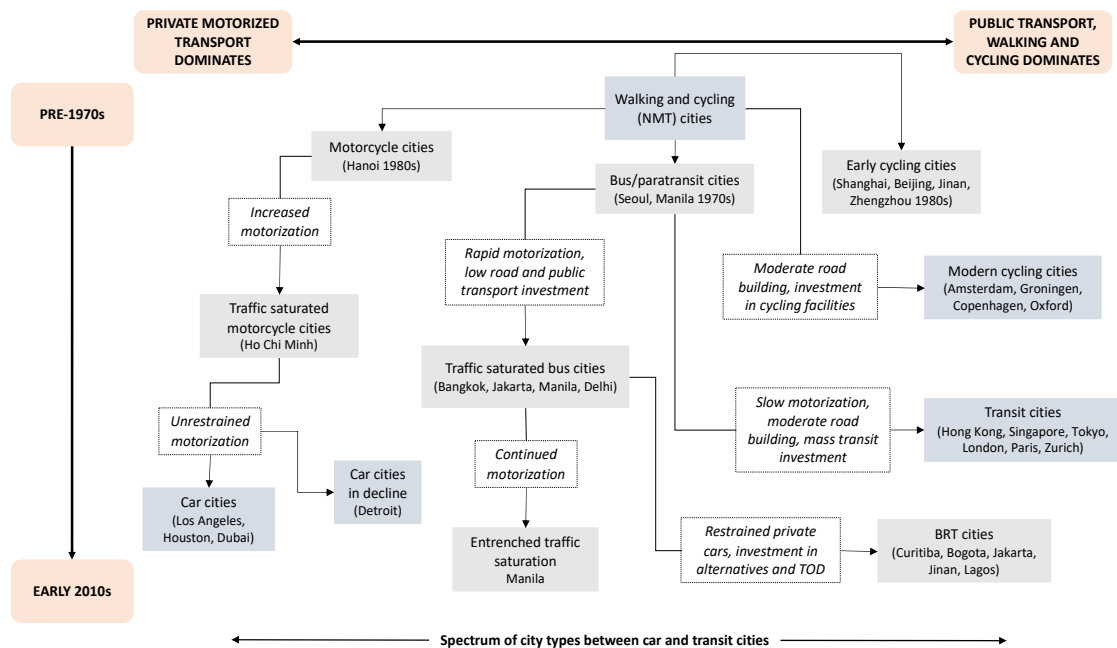 PRIVATE MOTORIZED
TRANSPORT
DOMINATES
PUBLIC TRANSPORT,
WALKING AND
CYCLING DOMINATES
PRE-1970s
Walking and cycling
(NMT) cities
Motorcycle cities
(Hanoi 1980s)
Bus/paratransit cities
(Seoul, Manila 1970s)
Early cycling cities
(Shanghai, Beijing, Jinan,
Zhengzhou 1980s)
Increased
motorization
Rapid motorization,
low road and public
transport investment
Moderate road
building, investment
in cycling facilities
Modern cycling cities
(Amsterdam, Groningen,
Copenhagen, Oxford)
Traffic saturated
motorcycle cities
(Ho Chi Minh)
Traffic saturated bus cities
(Bangkok, Jakarta, Manila, Delhi)
Unrestrained
motorization
Continued
motorization
Slow motorization,
moderate road
building, mass transit
investment
Transit cities
(Hong Kong, Singapore, Tokyo,
London, Paris, Zurich)
Car cities
(Los Angeles,
Houston, Dubai)
Car cities
in decline
(Detroit)
Entrenched traffic
saturation
Manila
Restrained private
cars, investment in
alternatives and TOD
BRT cities
(Curitiba, Bogota, Jakarta,
Jinan, Lagos)
EARLY 2010s
Spectrum of city types between car and transit cities